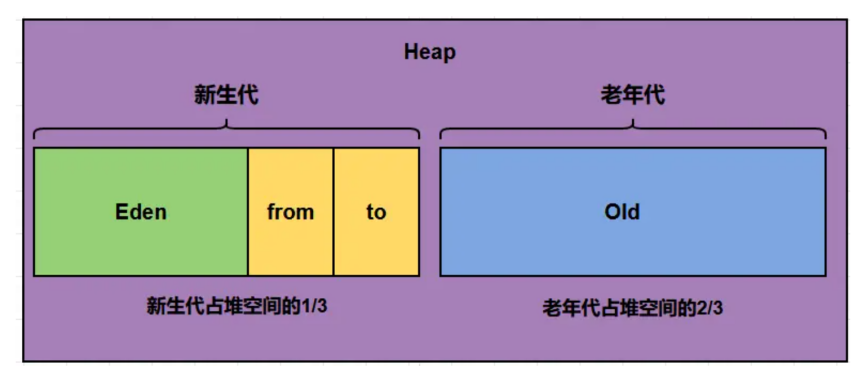 Heap
新生代
老年代
Eden
from
to
Old
新生代占堆空间的1/3
老年代占堆空间的2/3